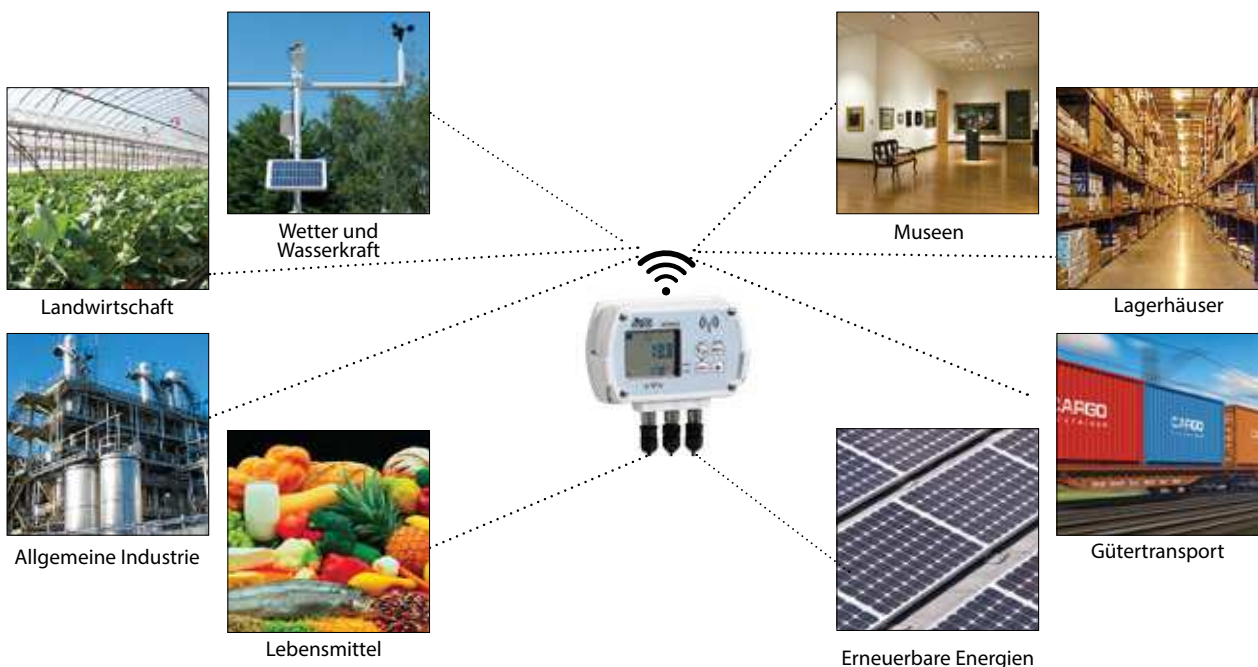 Wetter und
Wasserkraft
Museen
Landwirtschaft
Lagerhäuser
CARGO
CARGO
Allgemeine Industrie
Gütertransport
Lebensmittel
Erneuerbare Energien